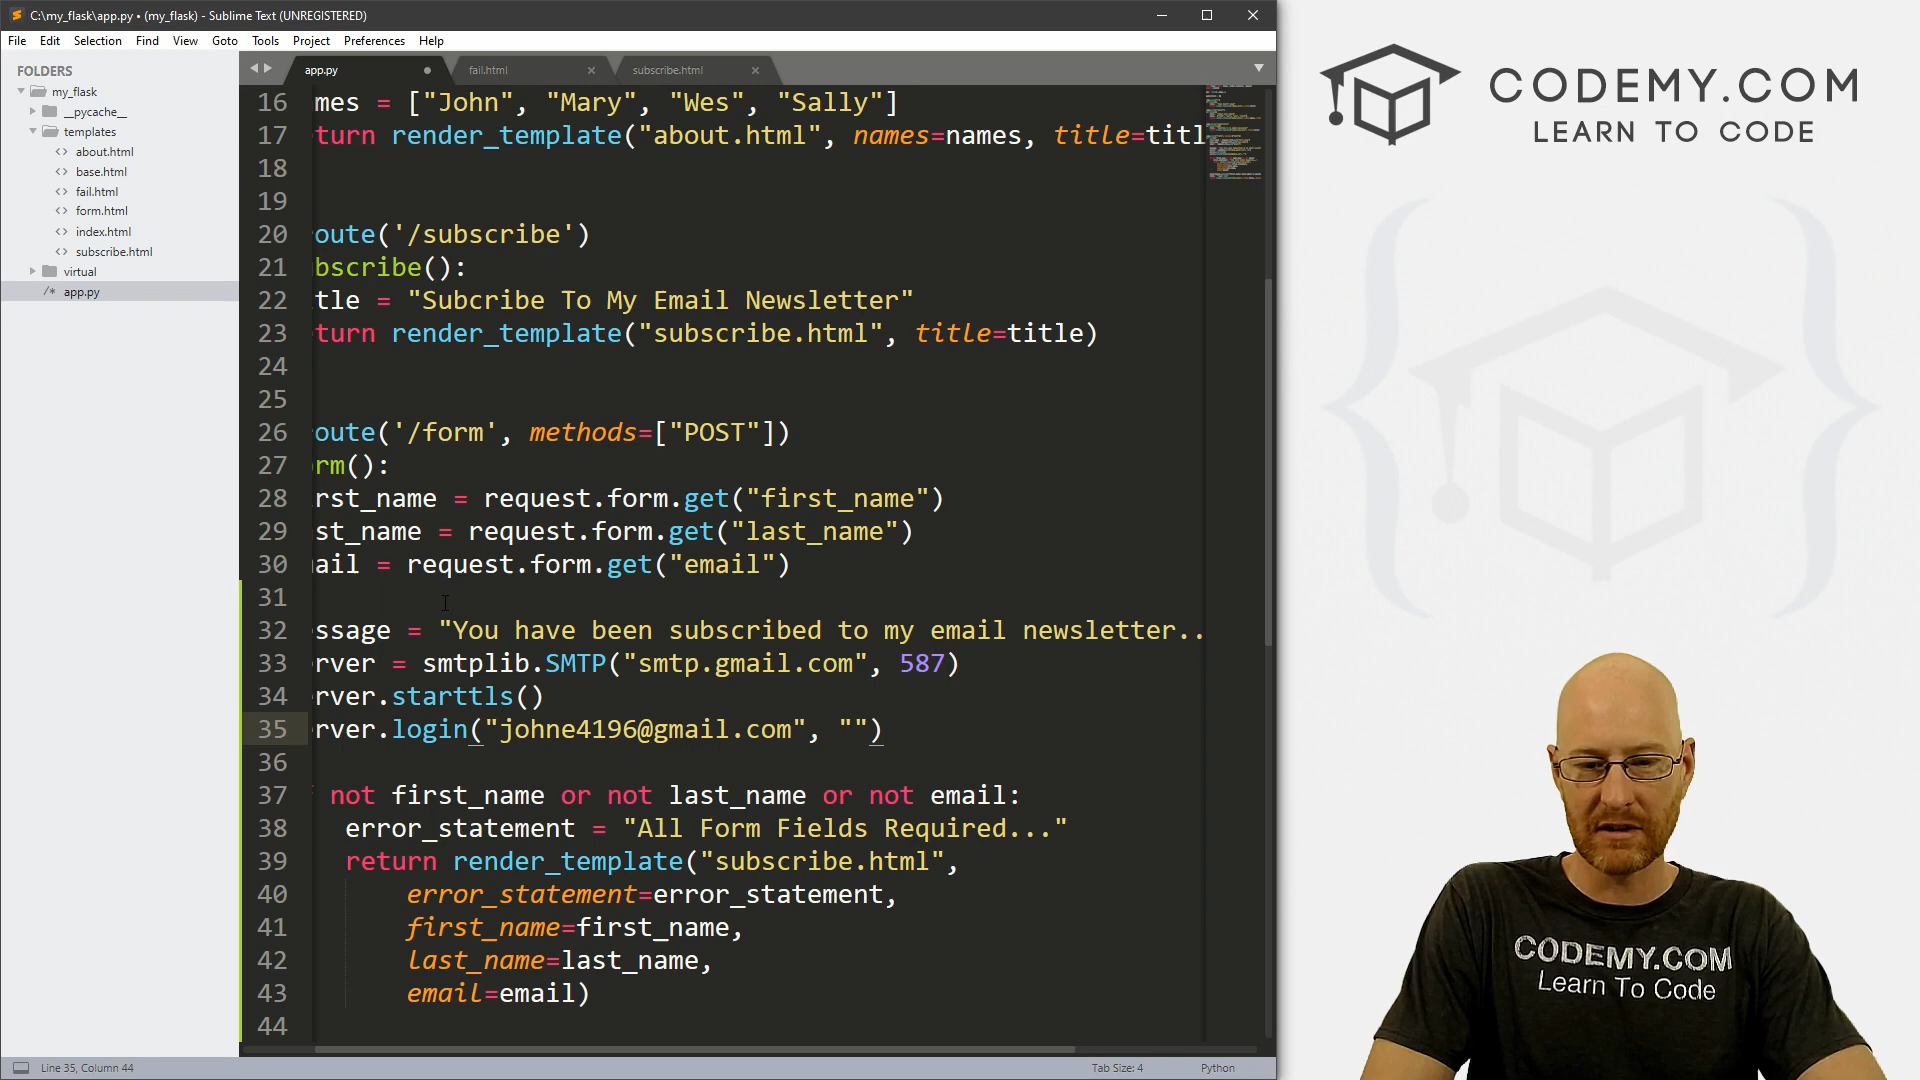 C:\my_flask\app.py • (my_flask) - Sublime Text (UNREGISTERED)
File Edit Selection Find View Goto Tools Project Preferences Help
FOLDERS
my_flask
__pycache__
templates
<> about.html
<> base.html
<> fail.html
<> form.html
<> index.html
<> subscribe.html
virtual
/* app.py
app.py
fail.html
subscribe.html
16 mes = ["John", "Mary", "Wes", "Sally"]
17 turn render_template("about.html", names=names, title=titl
18
19
20 route('/subscribe')
21 bscribe():
22 tle = "Subcribe To My Email Newsletter"
23 turn render_template("subscribe.html", title=title)
24
25
26 route('/form', methods=["POST"])
27 rm():
28 rst_name = request.form.get("first_name")
29 st_name = request.form.get("last_name")
30 ail = request.form.get("email")
31
32 ssage = "You have been subscribed to my email newsletter..
33 rver = smtplib.SMTP("smtp.gmail.com", 587)
34 rver.starttls()
35 rver.login("johne4196@gmail.com", "")
36
37 not first_name or not last_name or not email:
38 error_statement = "All Form Fields Required..."
39 return render_template("subscribe.html",
40 error_statement=error_statement,
41 first_name=first_name,
42 last_name=last_name,
43 email=email)
44
Line 35, Column 44
Tab Size: 4
Python
CODEMY.COM
LEARN TO CODE
CODEMY.COM
Learn To Code